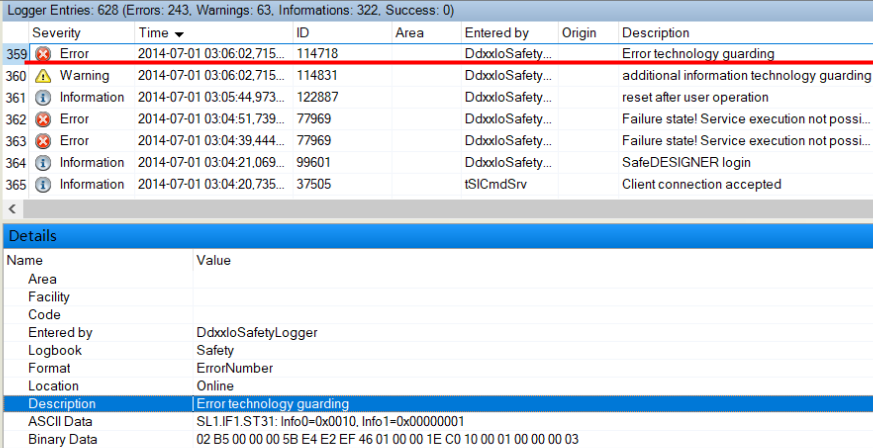 Logger Entries: 628 (Errors: 243, Warnings: 63, Informations: 322, Success: 0)
Severity Time ID Area Entered by Origin Description
359 Error 2014-07-01 03:06:02,715... 114718 DdxxIoSafety... Error technology guarding
360 Warning 2014-07-01 03:06:02,715... 114831 DdxxIoSafety... additional information technology guarding
361 Information 2014-07-01 03:05:44,973... 122887 DdxxIoSafety... reset after user operation
362 Error 2014-07-01 03:04:51,739... 77969 DdxxIoSafety... Failure state! Service execution not possi...
363 Error 2014-07-01 03:04:39,444... 77969 DdxxIoSafety... Failure state! Service execution not possi...
364 Information 2014-07-01 03:04:21,069... 99601 DdxxIoSafety... SafeDESIGNER login
365 Information 2014-07-01 03:04:20,735... 37505 tSICmdSrv Client connection accepted
Details
Name Value
Area
Facility
Code
Entered by DdxxIoSafetyLogger
Logbook Safety
Format ErrorNumber
Location Online
Description Error technology guarding
ASCII Data SL1.IF1.ST31: Info0=0x0010, Info1=0x00000001
Binary Data 02 B5 00 00 00 5B E4 E2 EF 46 01 00 00 1E C0 10 00 01 00 00 00 03